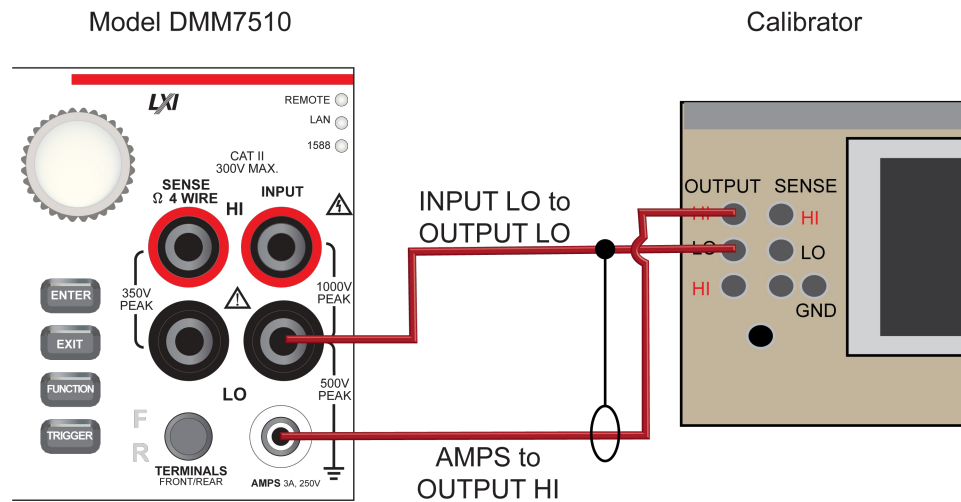 Model DMM7510
Calibrator
LXI
REMOTE
LAN
1588
CAT II
300V MAX.
SENSE
Ω 4 WIRE
HI
INPUT
350V
PEAK
1000V
PEAK
500V
PEAK
LO
ENTER
EXIT
FUNCTION
TRIGGER
F
R
TERMINALS
FRONT/REAR
AMPS 3A, 250V
INPUT LO to
OUTPUT LO
AMPS to
OUTPUT HI
OUTPUT
SENSE
HI
HI
LO
LO
HI
GND